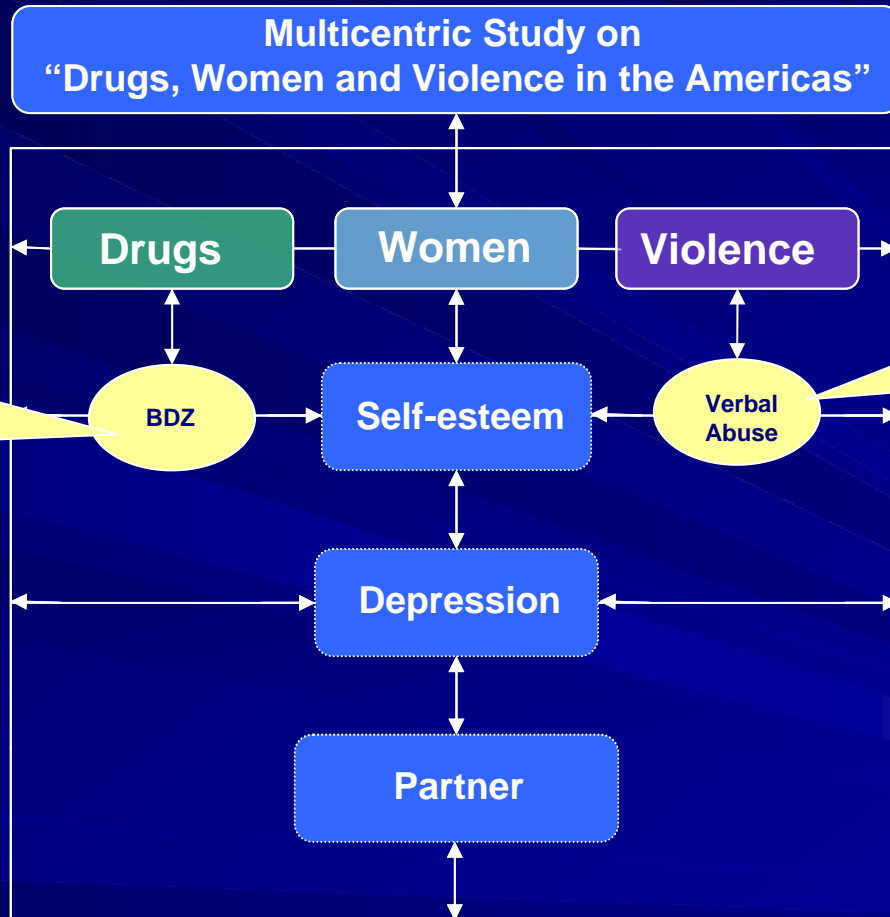 Multicentric Study on
“Drugs, Women and Violence in the Americas”
Drugs
Women
Violence
BDZ
Self-esteem
Verbal
Abuse
Depression
Partner